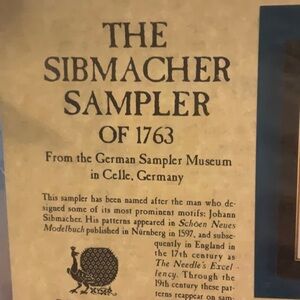 THE
SIBMACHER
SAMPLER
OF 1763
From the German Sampler Museum
in Celle, Germany
This sampler has been named after the man who de-
signed some of its most prominent motifs: Johann
Sibmacher. His patterns appeared in Schoen Neues
Modelbuch published in Nürnberg in 1597, and subse-
quently in England in
the 17th century as
The Needle's Excel
lency. Through the
19th century these pat-
terns reappear on sam-